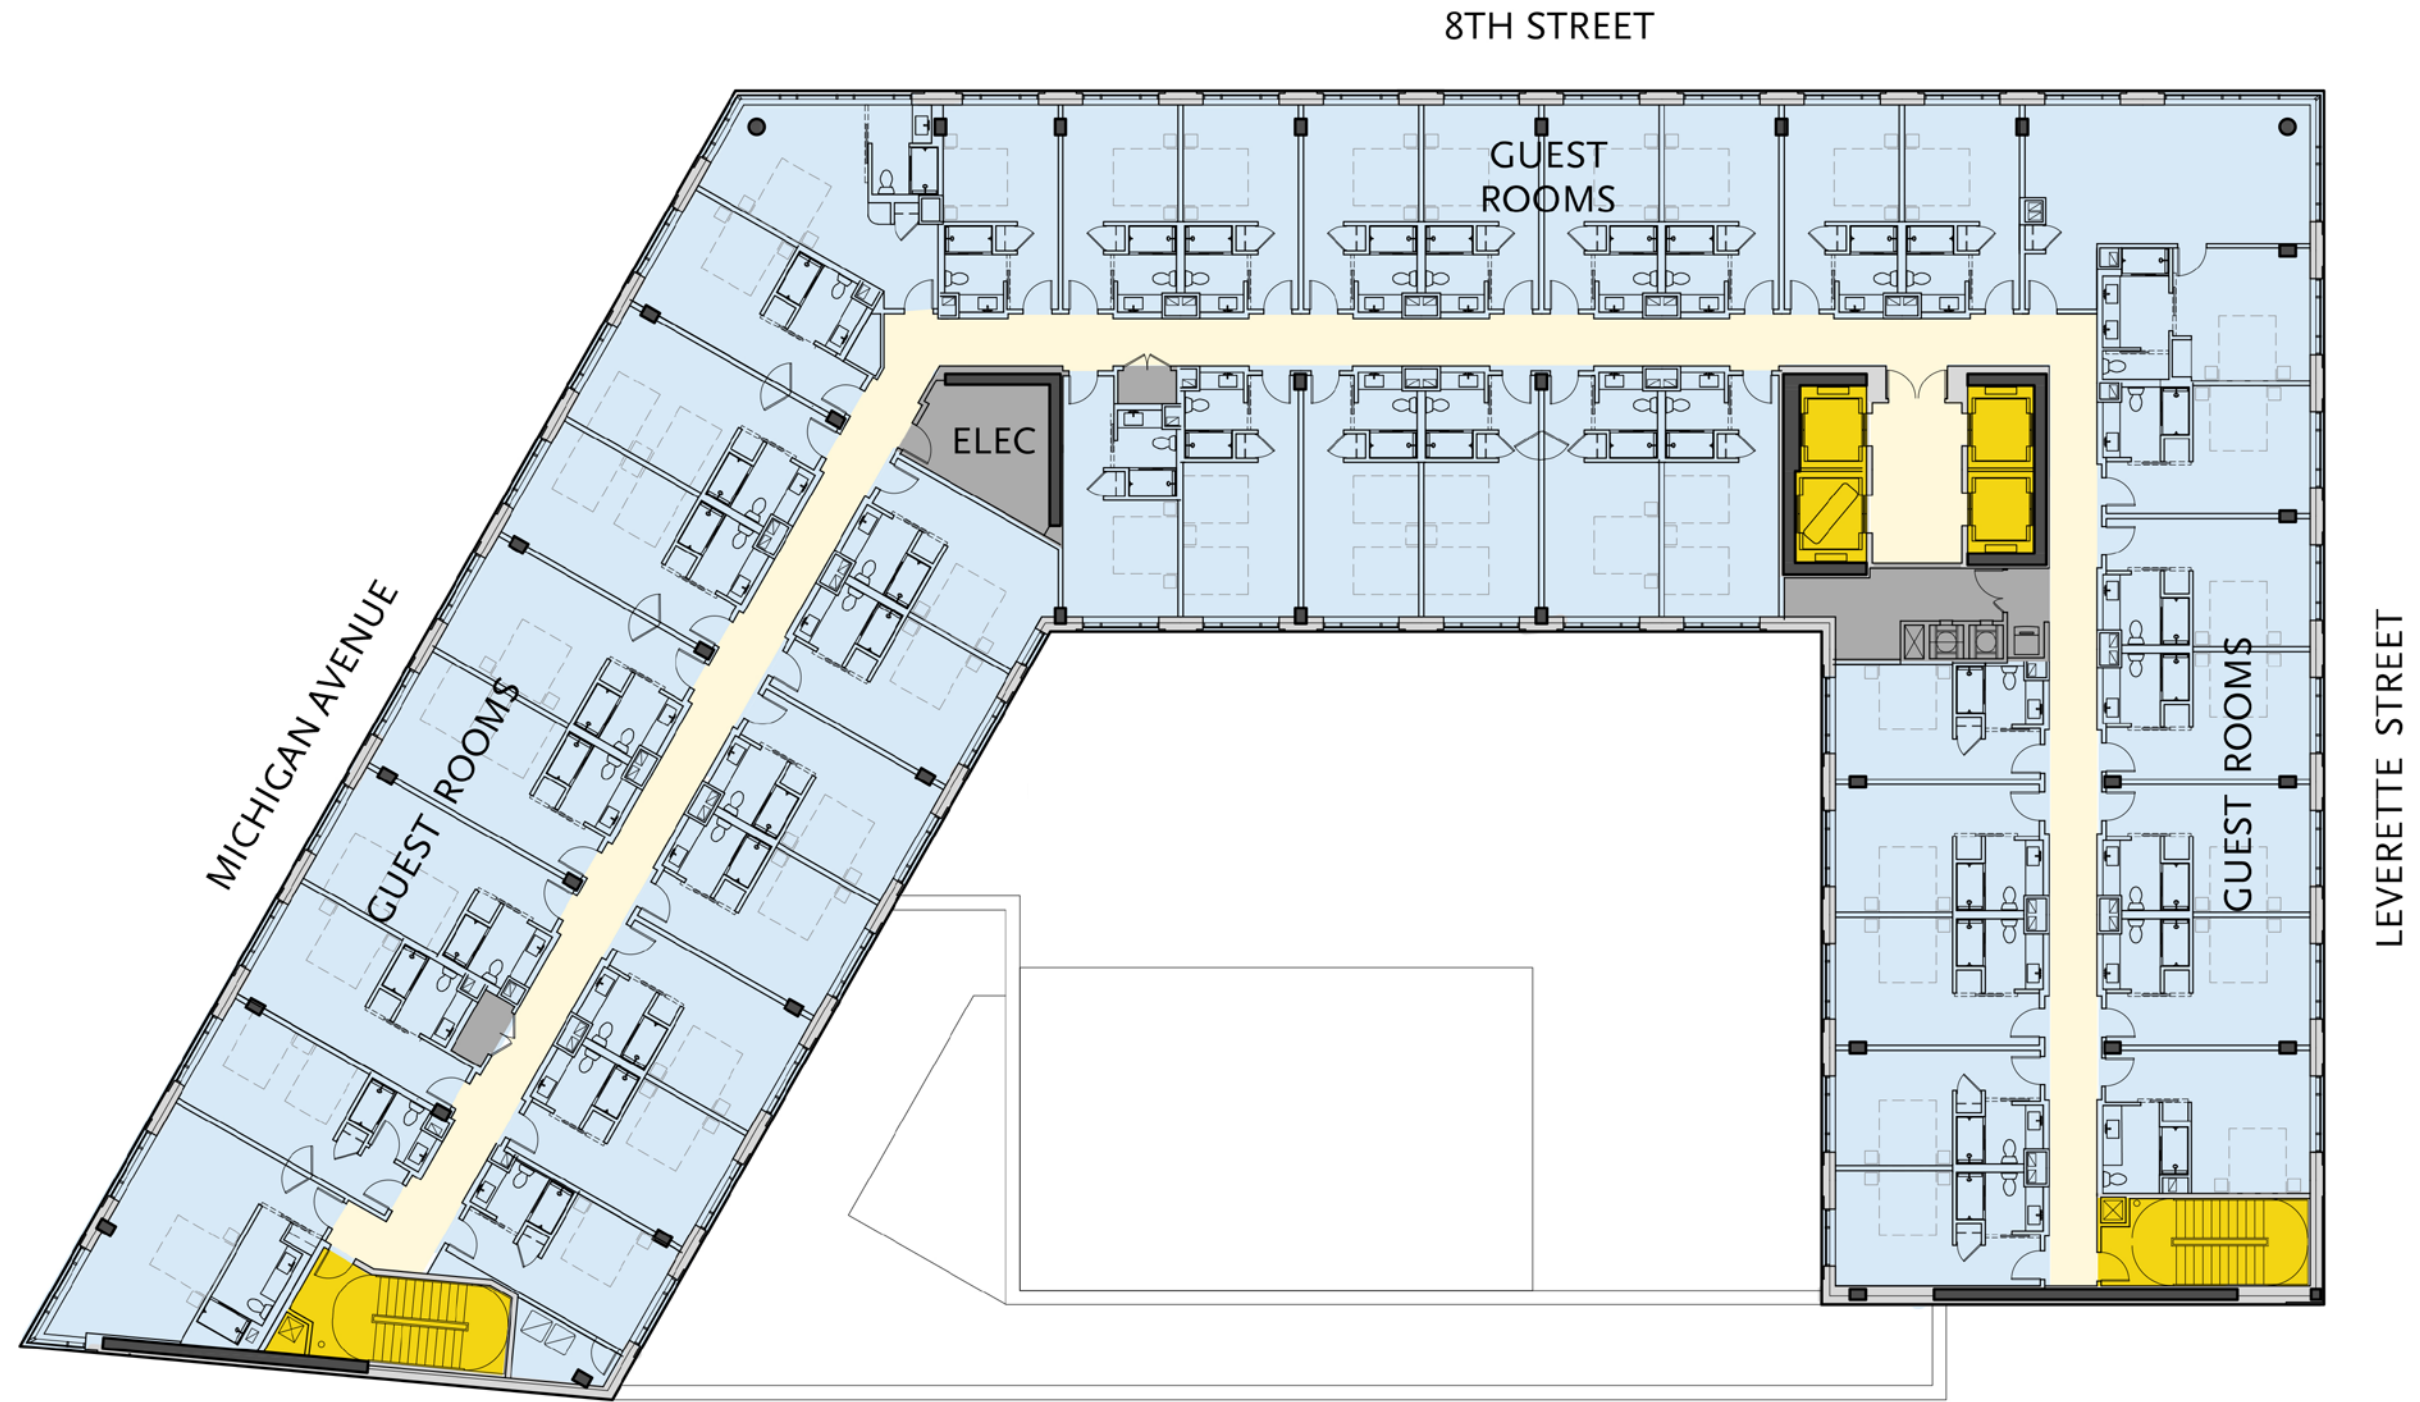 8TH STREET
GUEST
ROOMS
ELEC
MICHIGAN AVENUE
GUEST ROOMS
GUEST ROOMS
LEVERETTE STREET